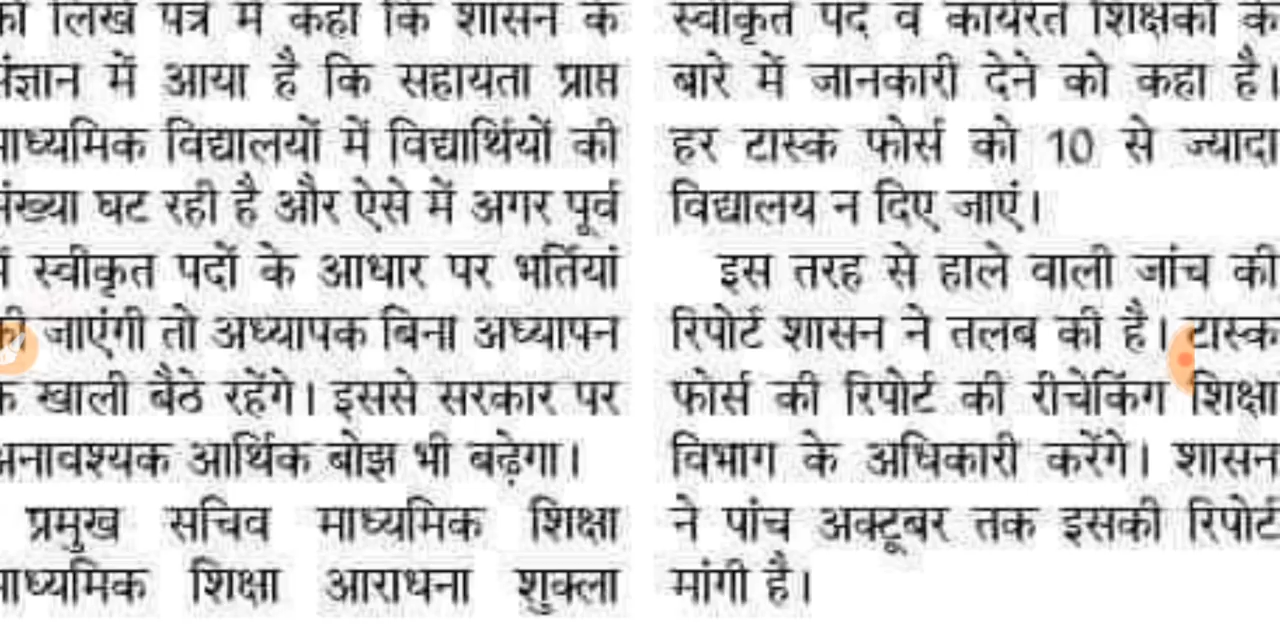 को लिखे पत्र में कहा कि शासन के
संज्ञान में आया है कि सहायता प्राप्त
माध्यमिक विद्यालयों में विद्यार्थियों की
संख्या घट रही है और ऐसे में अगर पूर्व
में स्वीकृत पदों के आधार पर भर्तियां
की जाएंगी तो अध्यापक बिना अध्यापन
के खाली बैठे रहेंगे। इससे सरकार पर
अनावश्यक आर्थिक बोझ भी बढ़ेगा।
प्रमुख सचिव माध्यमिक शिक्षा
माध्यमिक शिक्षा आराधना शुक्ला
स्वीकृत पद व कार्यरत शिक्षकों के
बारे में जानकारी देने को कहा है।
हर टास्क फोर्स को 10 से ज्यादा
विद्यालय न दिए जाएं।
इस तरह से हाले वाली जांच की
रिपोर्ट शासन ने तलब की है। टास्क
फोर्स की रिपोर्ट की रीचेकिंग शिक्षा
विभाग के अधिकारी करेंगे। शासन
ने पांच अक्टूबर तक इसकी रिपोर्ट
मांगी है।